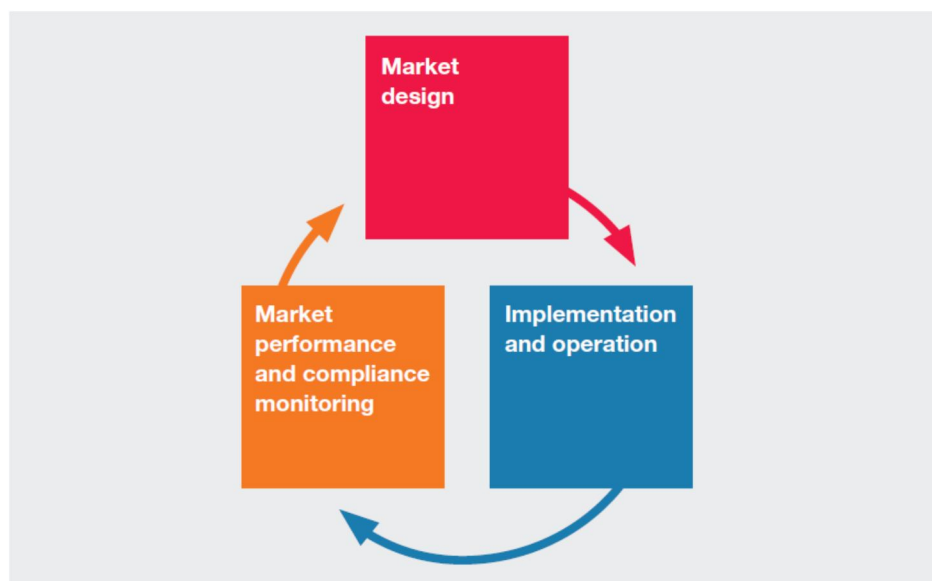 Market
design
Market
performance
and compliance
monitoring
Implementation
and operation